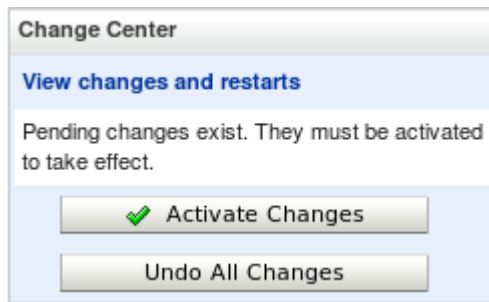 Change Center
View changes and restarts
Pending changes exist. They must be activated
to take effect.
Activate Changes
Undo All Changes